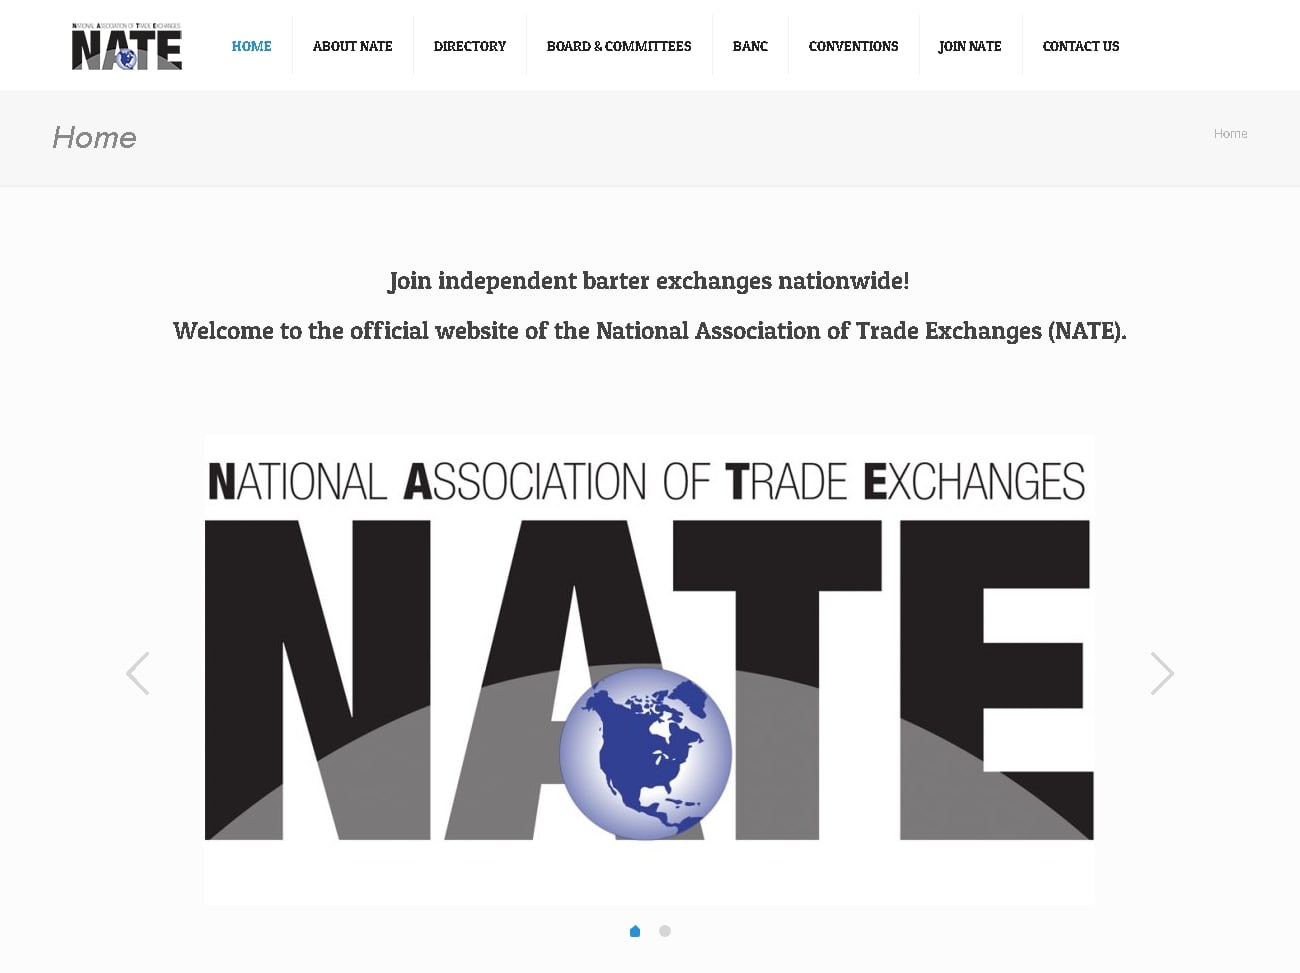 NATIONAL ASSOCIATION OF TRADE EXCHANGES
NATE
HOME
ABOUT NATE
DIRECTORY
BOARD & COMMITTEES
BANC
CONVENTIONS
JOIN NATE
CONTACT US
Home
Home
Join independent barter exchanges nationwide!
Welcome to the official website of the National Association of Trade Exchanges (NATE).
NATIONAL ASSOCIATION OF TRADE EXCHANGES
NATE